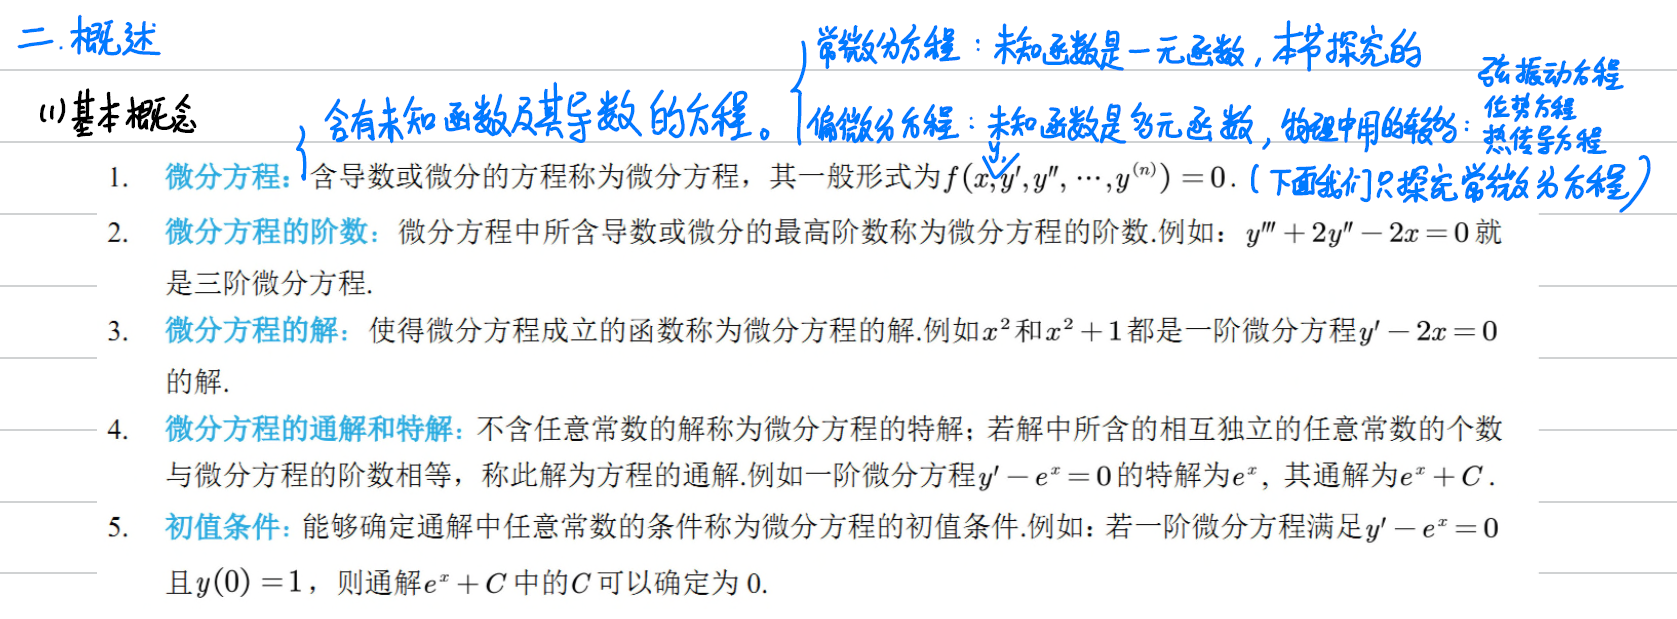 二.概述
常微分方程：未知函数是一元函数，本节探究的
弦振动方程
(1)基本概念
含有未知函数及其导数的方程。
偏微分方程：未知函数是多元函数，物理中用的较多：
位势方程
热传导方程
y,
1. 微分方程：含导数或微分的方程称为微分方程，其一般形式为f(x,y′,y″,⋯,y⁽ⁿ⁾)=0.(下面我们只探究常微分方程)
2. 微分方程的阶数：微分方程中所含导数或微分的最高阶数称为微分方程的阶数.例如：y‴+2y″−2x=0就
是三阶微分方程.
3. 微分方程的解：使得微分方程成立的函数称为微分方程的解.例如x²和x²+1都是一阶微分方程y′−2x=0
的解.
4. 微分方程的通解和特解：不含任意常数的解称为微分方程的特解；若解中所含的相互独立的任意常数的个数
与微分方程的阶数相等，称此解为方程的通解.例如一阶微分方程y′−eˣ=0的特解为eˣ，其通解为eˣ+C.
5. 初值条件：能够确定通解中任意常数的条件称为微分方程的初值条件.例如：若一阶微分方程满足y′−eˣ=0
且y(0)=1，则通解eˣ+C中的C可以确定为0.